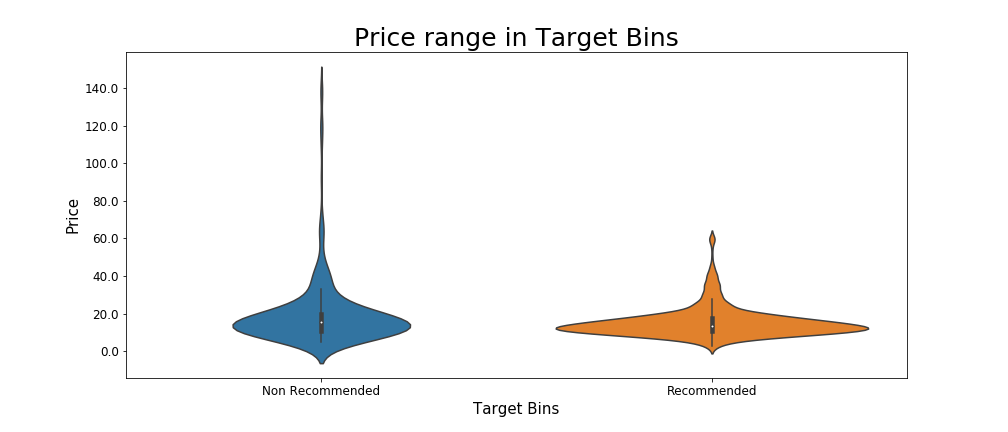 Price range in Target Bins
Price
140.0
120.0
100.0
80.0
60.0
40.0
20.0
0.0
Non Recommended
Recommended
Target Bins